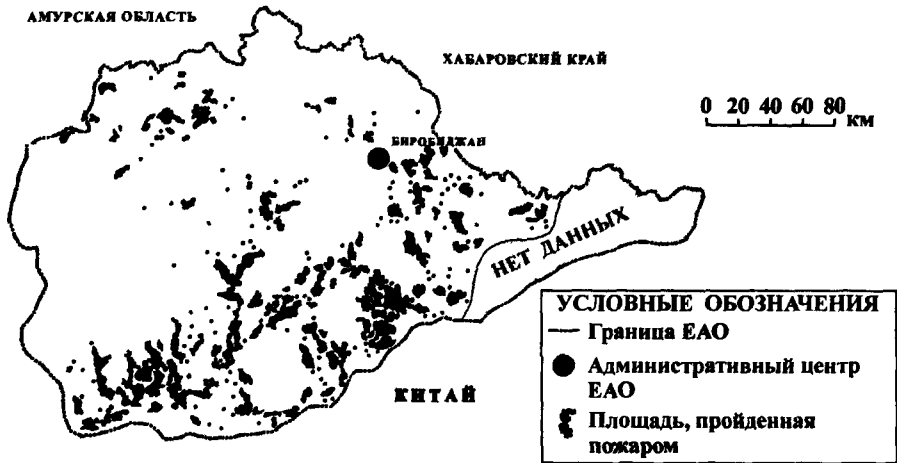 АМУРСКАЯ ОБЛАСТЬ
ХАБАРОВСКИЙ КРАЙ
0 20 40 60 80 км
БИРОБИДЖАН
НЕТ ДАННЫХ
КИТАЙ
УСЛОВНЫЕ ОБОЗНАЧЕНИЯ
Граница ЕАО
Административный центр
ЕАО
Площадь, пройденная
пожаром